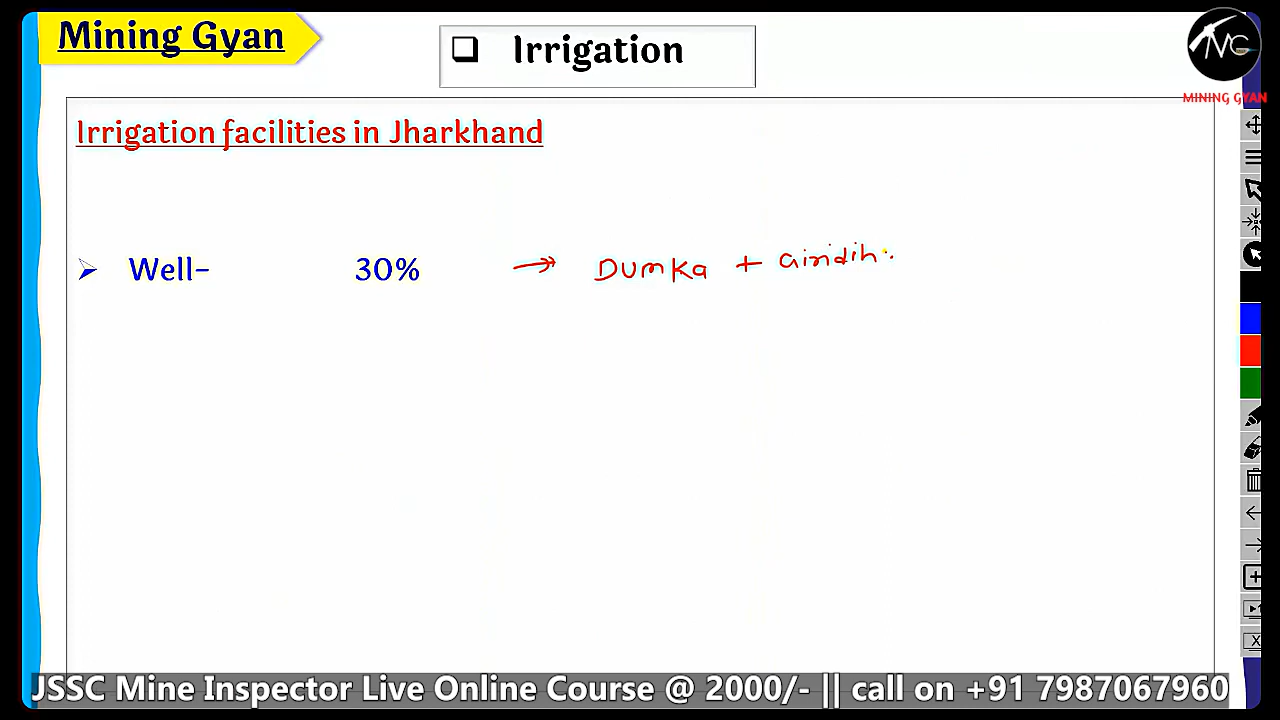 Mining Gyan
❑ Irrigation
MG
MINING GYAN
Irrigation facilities in Jharkhand
➢ Well- 30% → Dumka + Giridih.
JSSC Mine Inspector Live Online Course @ 2000/- || call on +91 7987067960